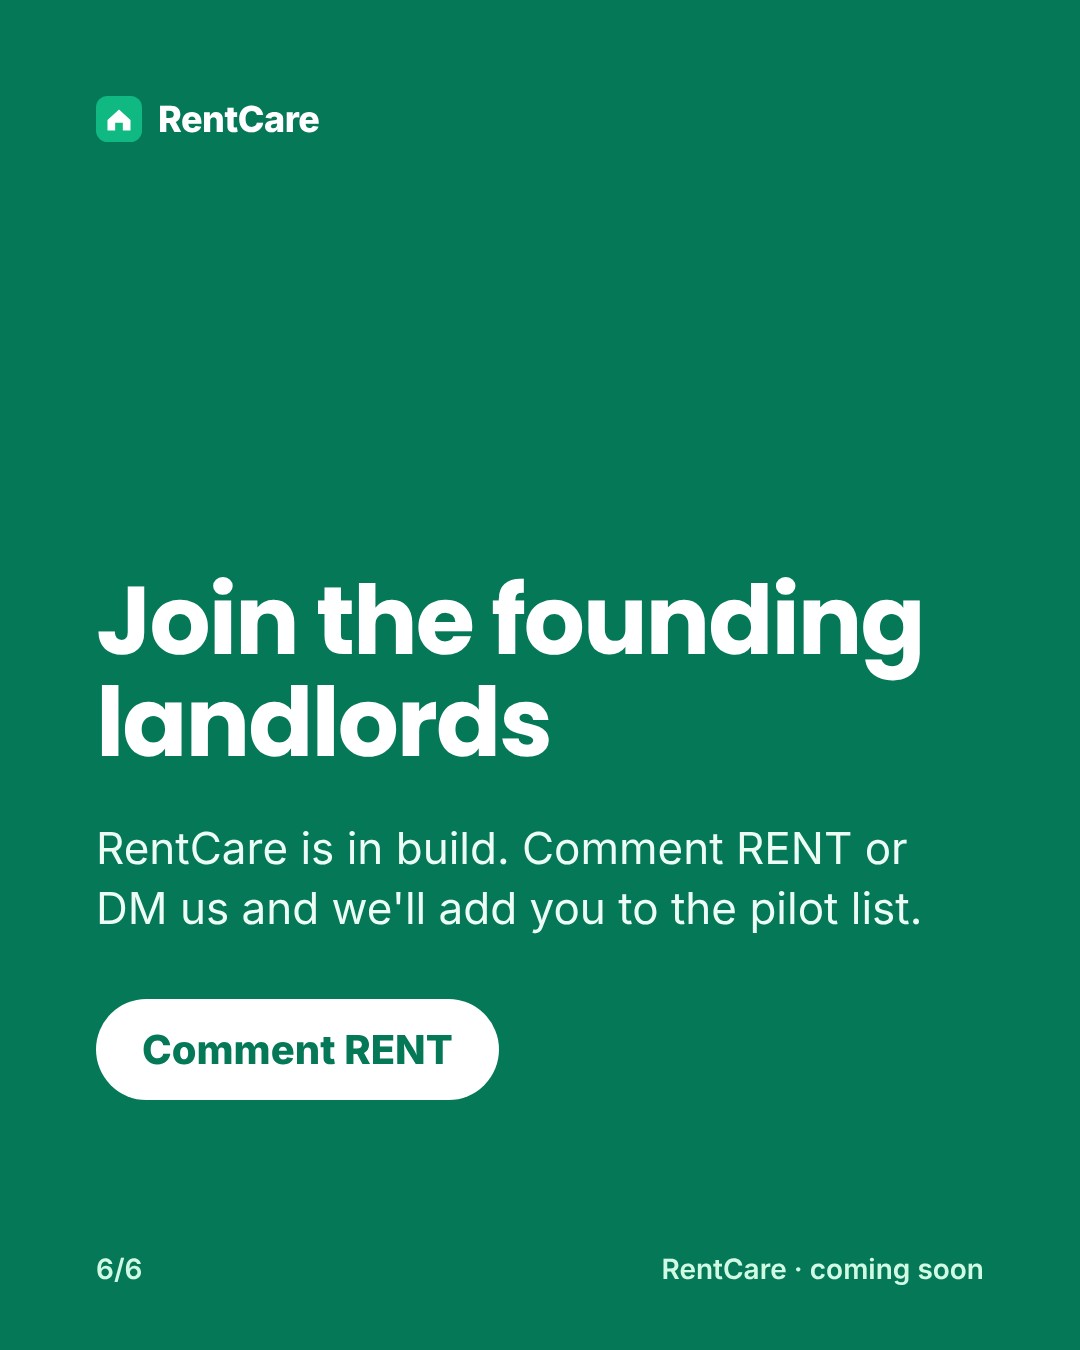 RentCare
Join the founding
landlords
RentCare is in build. Comment RENT or
DM us and we'll add you to the pilot list.
Comment RENT
6/6
RentCare · coming soon